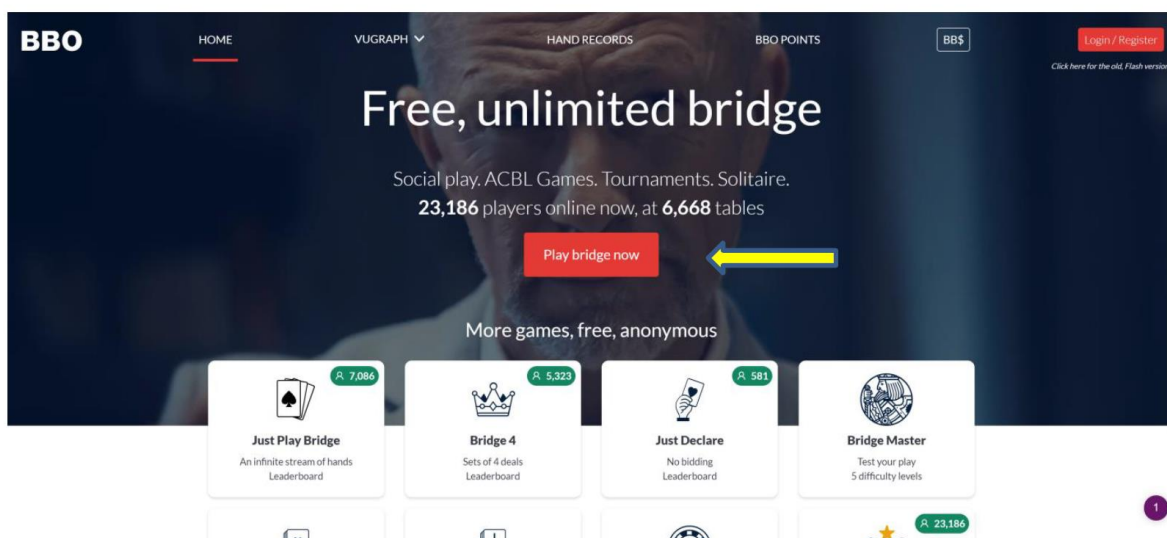 BBO
HOME
VUGRAPH
HAND RECORDS
BBO POINTS
BB$
Login / Register
Click here for the old, Flash version
Free, unlimited bridge
Social play. ACBL Games. Tournaments. Solitaire.
23,186 players online now, at 6,668 tables
Play bridge now
More games, free, anonymous
7,086
Just Play Bridge
An infinite stream of hands
Leaderboard
5,323
Bridge 4
Sets of 4 deals
Leaderboard
581
Just Declare
No bidding
Leaderboard
Bridge Master
Test your play
5 difficulty levels
1
23,186